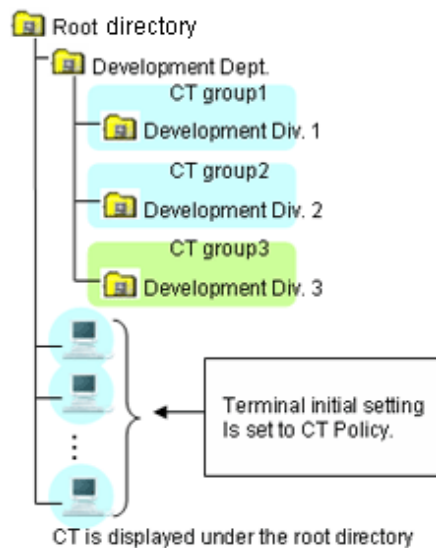 Root directory
Development Dept.
CT group1
Development Div. 1
CT group2
Development Div. 2
CT group3
Development Div. 3
Terminal initial setting
Is set to CT Policy.
CT is displayed under the root directory